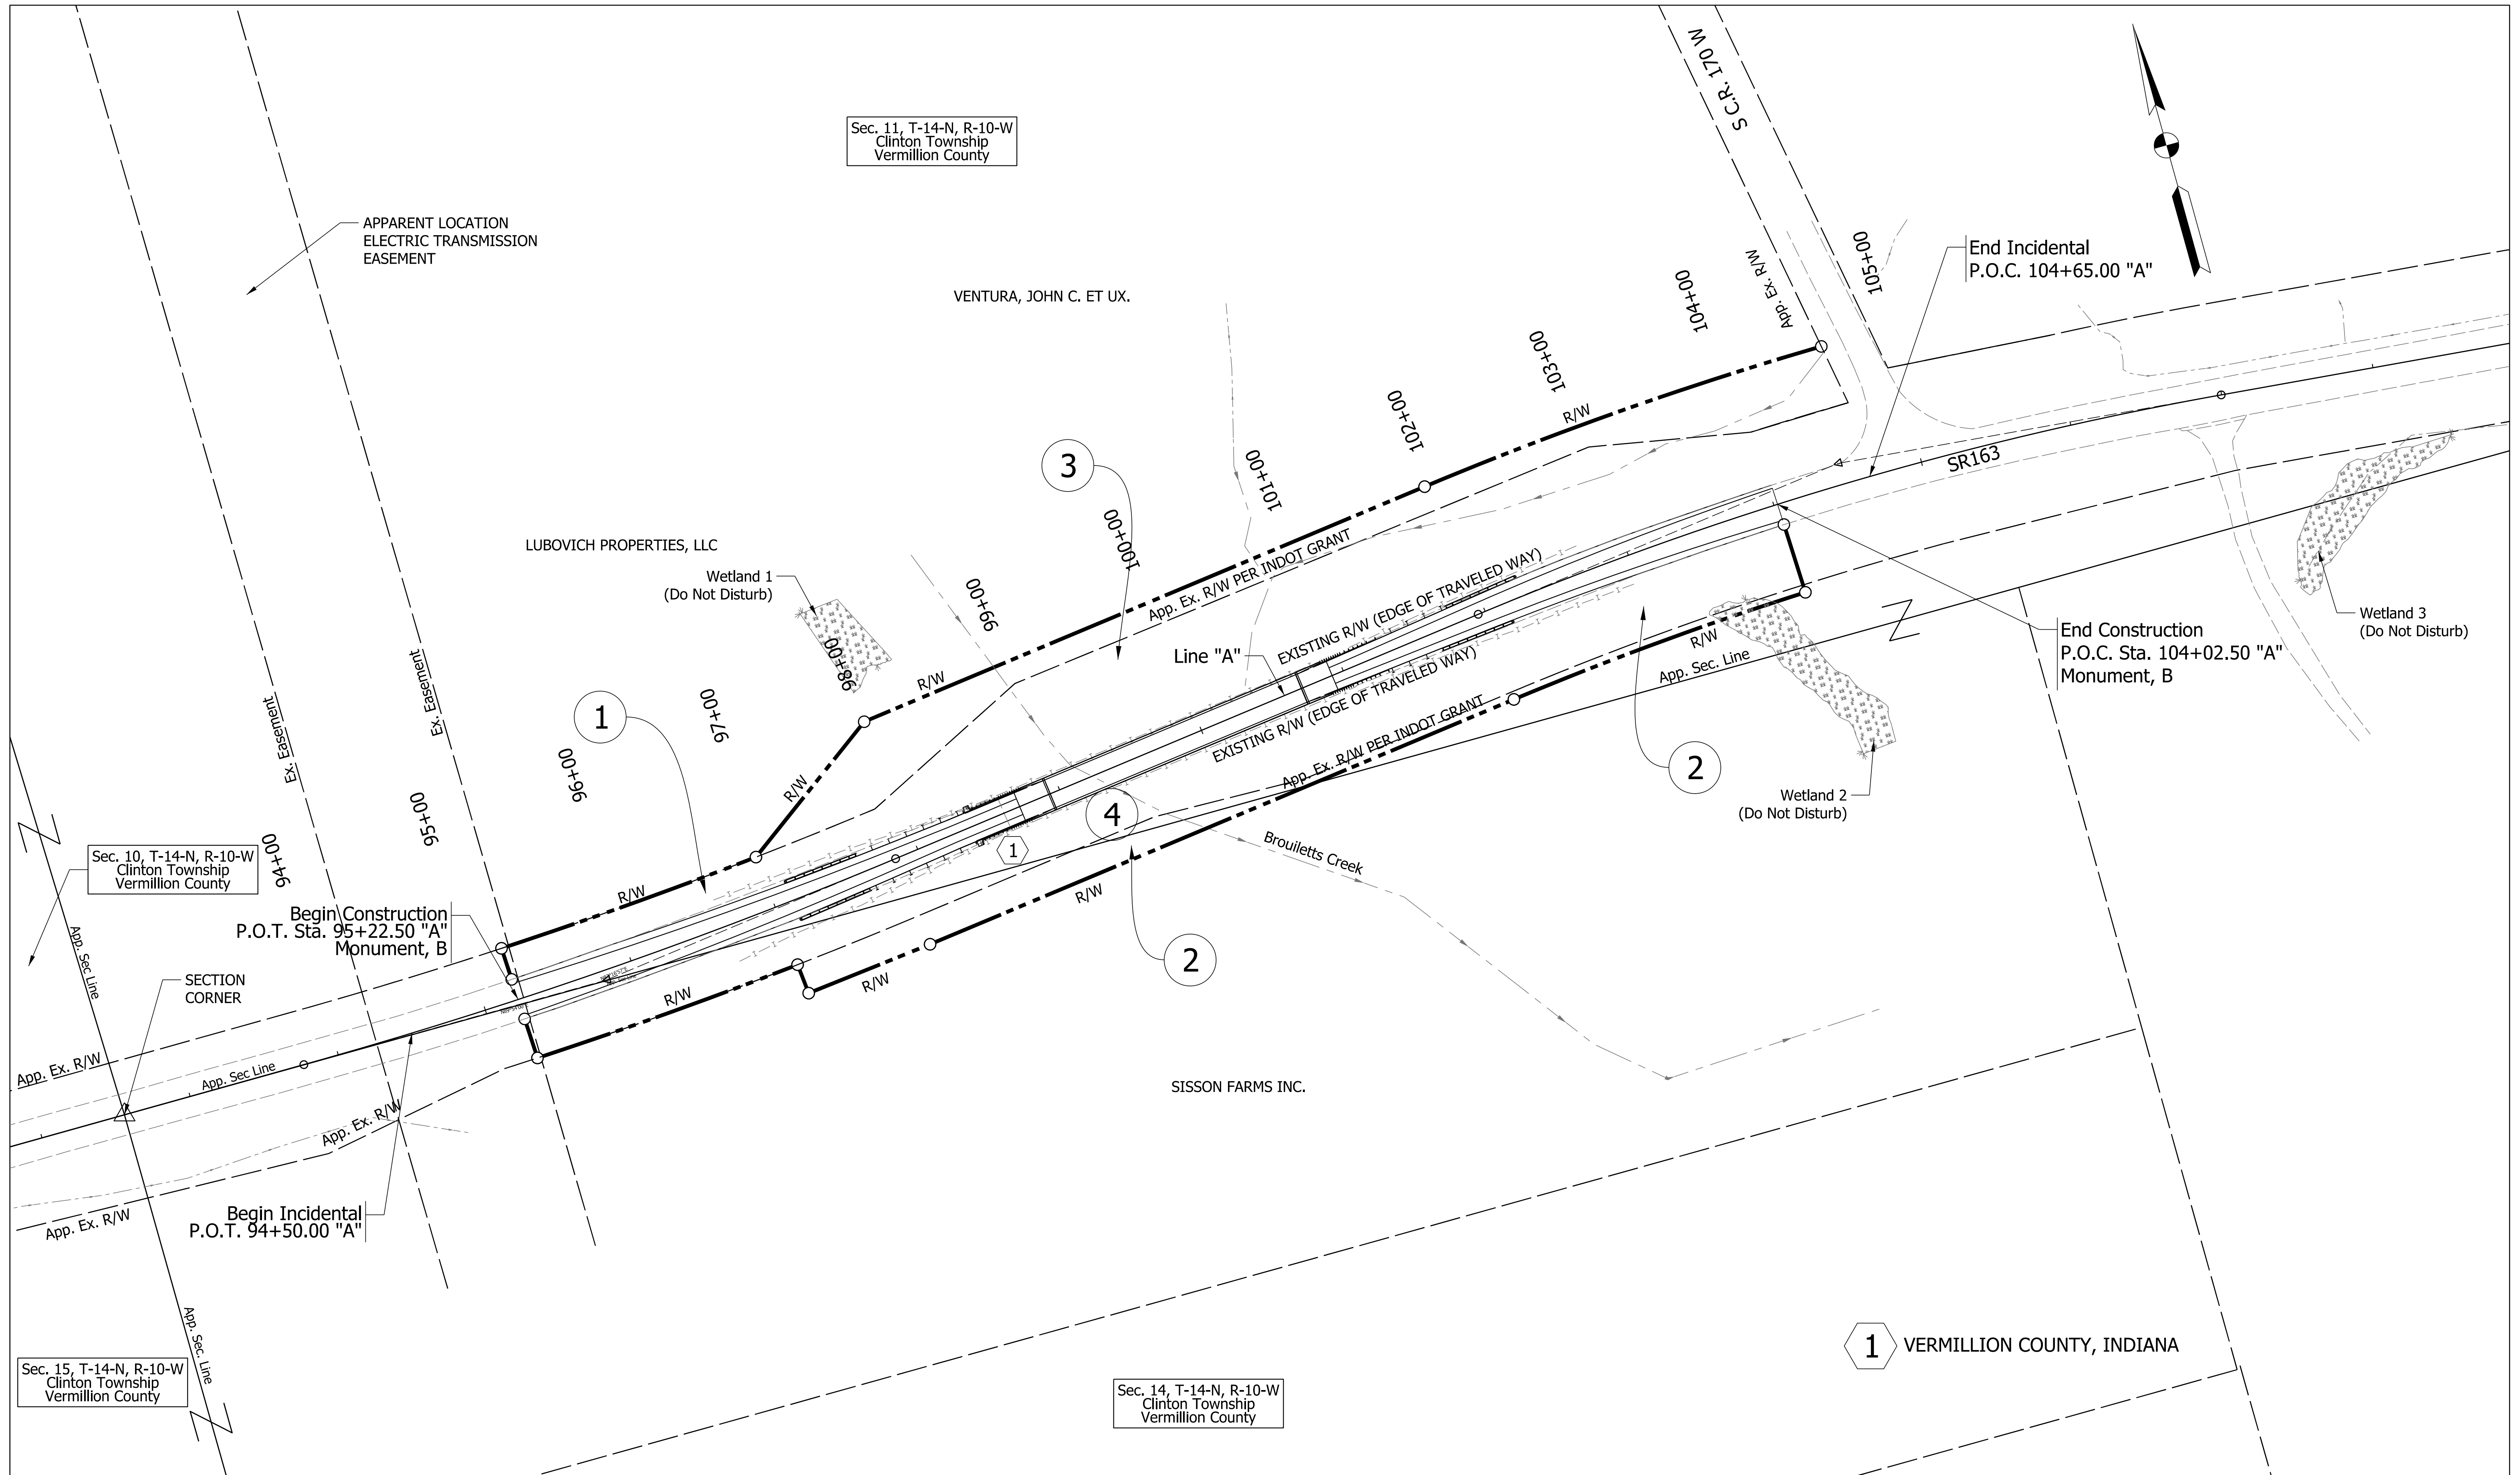 S C.R. 170 W
Sec. 11, T-14-N, R-10-W
Clinton Township
Vermillion County
APPARENT LOCATION
ELECTRIC TRANSMISSION
EASEMENT
VENTURA, JOHN C. ET UX.
App. Ex. R/W
105+00
End Incidental
P.O.C. 104+65.00 "A"
104+00
103+00
102+00
R/W
101+00
3
100+00
SR163
LUBOVICH PROPERTIES, LLC
Wetland 1
(Do Not Disturb)
99+00
98+00
App. Ex. R/W PER INDOT GRANT
EXISTING R/W (EDGE OF TRAVELED WAY)
Line "A"
R/W
EXISTING R/W (EDGE OF TRAVELED WAY)
App. Ex. R/W PER INDOT GRANT
R/W
App. Sec. Line
Wetland 3
(Do Not Disturb)
End Construction
P.O.C. Sta. 104+02.50 "A"
Monument, B
Ex. Easement
Ex. Easement
1
97+00
96+00
95+00
94+00
R/W
2
Wetland 2
(Do Not Disturb)
4
1
Brouiletts Creek
Sec. 10, T-14-N, R-10-W
Clinton Township
Vermillion County
R/W
R/W
Begin Construction
P.O.T. Sta. 95+22.50 "A"
Monument, B
App. Sec Line
SECTION
CORNER
2
R/W
R/W
App. Ex. R/W
App. Sec Line
SISSON FARMS INC.
App. Ex. R/W
App. Ex. R/W
Begin Incidental
P.O.T. 94+50.00 "A"
App. Sec. Line
1
VERMILLION COUNTY, INDIANA
Sec. 15, T-14-N, R-10-W
Clinton Township
Vermillion County
Sec. 14, T-14-N, R-10-W
Clinton Township
Vermillion County